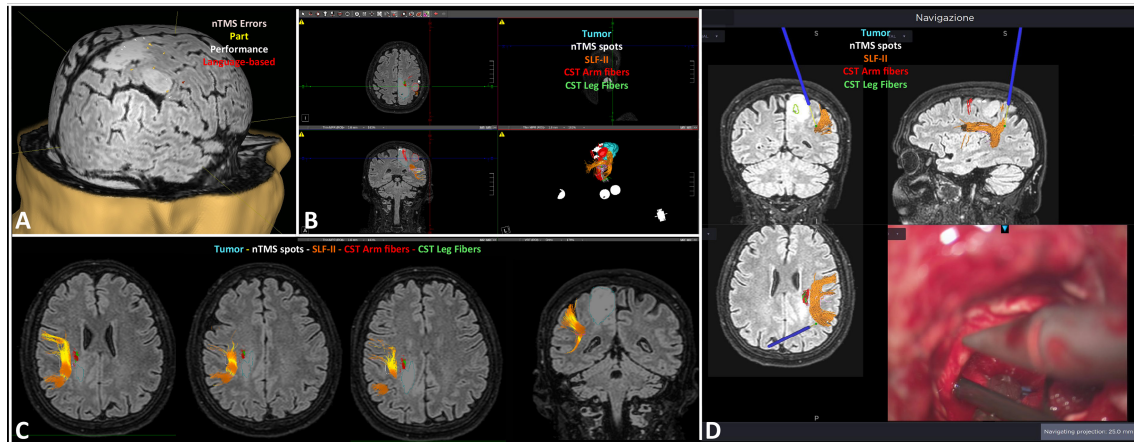 nTMS Errors
Part
Performance
Language-based
A
Tumor
nTMS spots
SLF-II
CST Arm fibers
CST Leg Fibers
B
Tumor - nTMS spots - SLF-II - CST Arm fibers - CST Leg Fibers
C
Navigazione
S
S
Tumor
nTMS spots
SLF-II
CST Arm fibers
CST Leg Fibers
P
D
Navigating projection: 25.0 mm